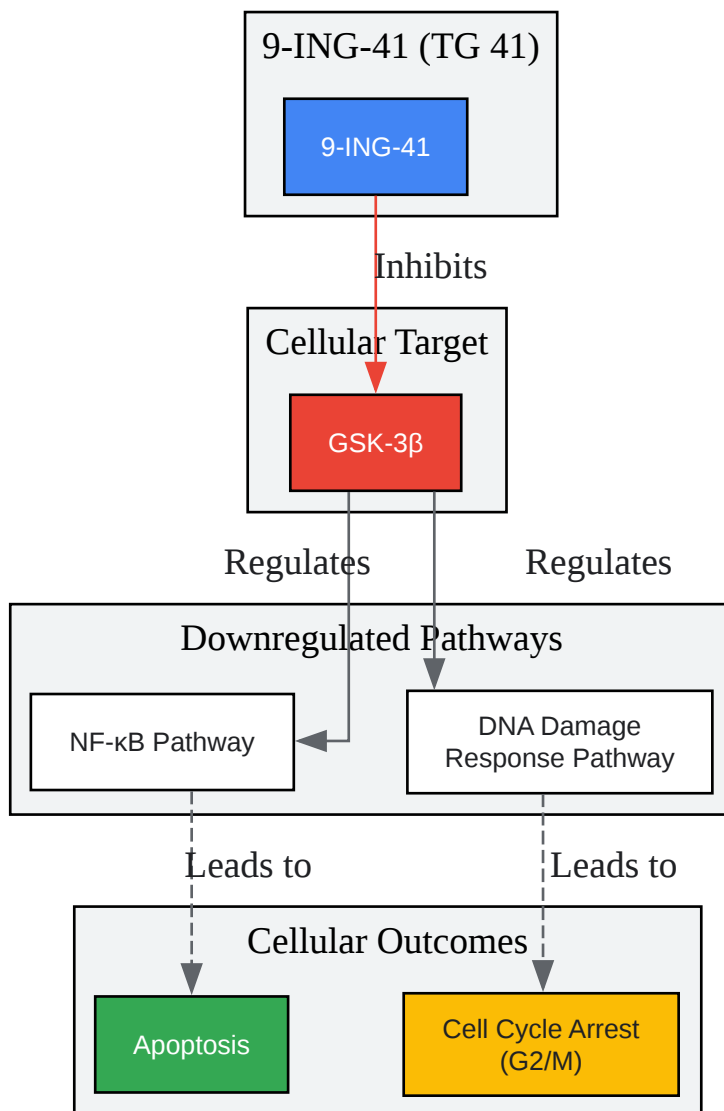 9-ING-41 (TG 41)
9-ING-41
Inhibits
Cellular Target
GSK-3β
Regulates
Regulates
Downregulated Pathways
NF-κB Pathway
DNA Damage
Response Pathway
Leads to
Leads to
Cellular Outcomes
Apoptosis
Cell Cycle Arrest
(G2/M)